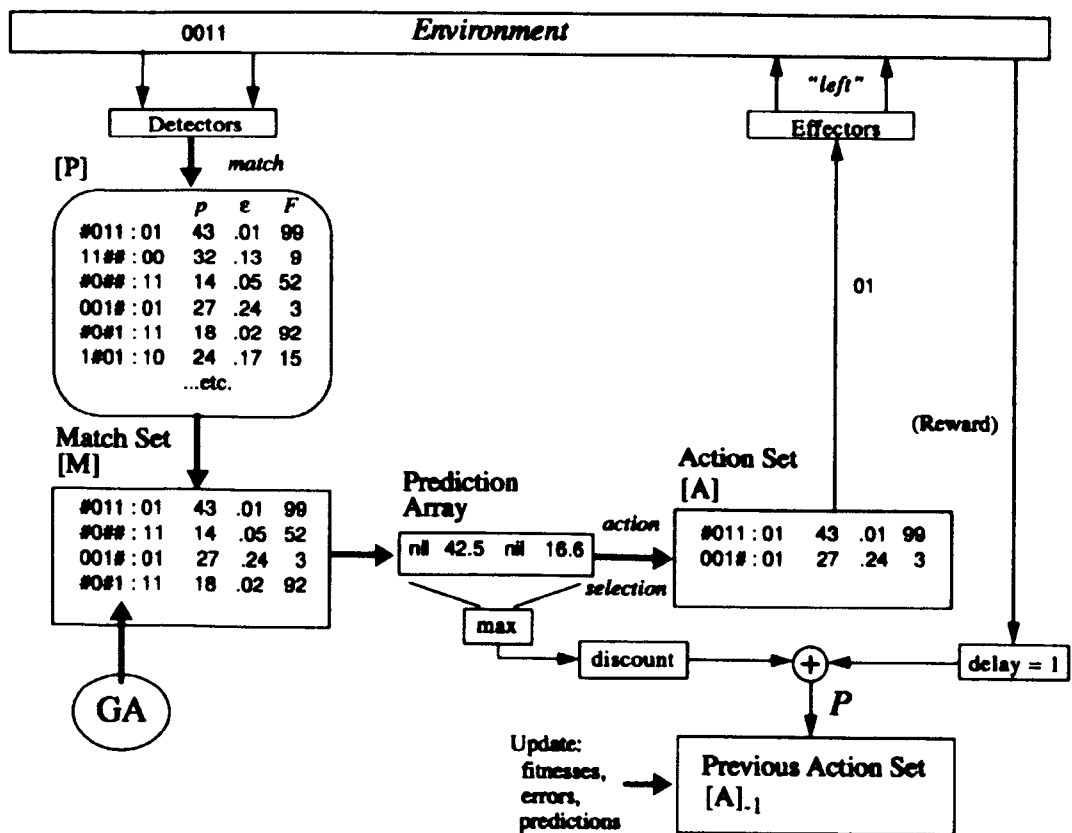 0011 Environment
"left"
Detectors
Effectors
[P]
match
p ε F
#011 : 01 43 .01 99
11## : 00 32 .13 9
#0## : 11 14 .05 52
001# : 01 27 .24 3
#0#1 : 11 18 .02 92
1#01 : 10 24 .17 15
...etc.
01
(Reward)
Match Set
[M]
#011 : 01 43 .01 99
#0## : 11 14 .05 52
001# : 01 27 .24 3
#0#1 : 11 18 .02 92
Prediction
Array
nil 42.5 nil 16.6
action
selection
Action Set
[A]
#011 : 01 43 .01 99
001# : 01 27 .24 3
max
discount
+
delay = 1
GA
P
Update:
fitnesses,
errors,
predictions
Previous Action Set
[A]-1